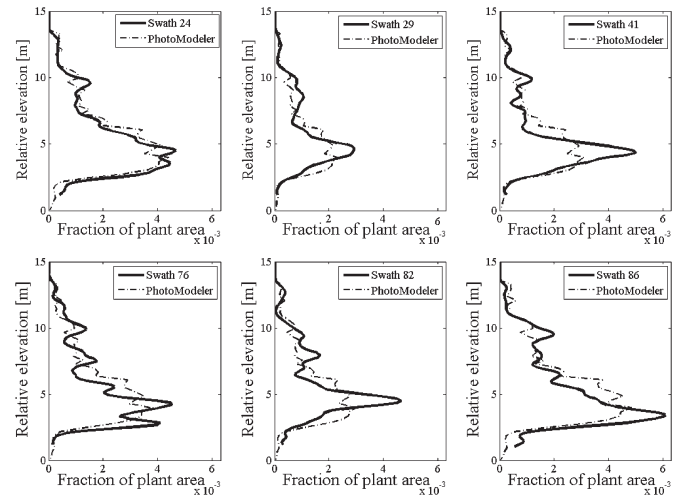 15
Swath 24
PhotoModeler
10
5
0
0 2 4 6
Relative elevation [m]
Fraction of plant area
x 10⁻³
15
Swath 29
PhotoModeler
10
5
0
0 2 4 6
Relative elevation [m]
Fraction of plant area
x 10⁻³
15
Swath 41
PhotoModeler
10
5
0
0 2 4 6
Relative elevation [m]
Fraction of plant area
x 10⁻³
15
Swath 76
PhotoModeler
10
5
0
0 2 4 6
Relative elevation [m]
Fraction of plant area
x 10⁻³
15
Swath 82
PhotoModeler
10
5
0
0 2 4 6
Relative elevation [m]
Fraction of plant area
x 10⁻³
15
Swath 86
PhotoModeler
10
5
0
0 2 4 6
Relative elevation [m]
Fraction of plant area
x 10⁻³